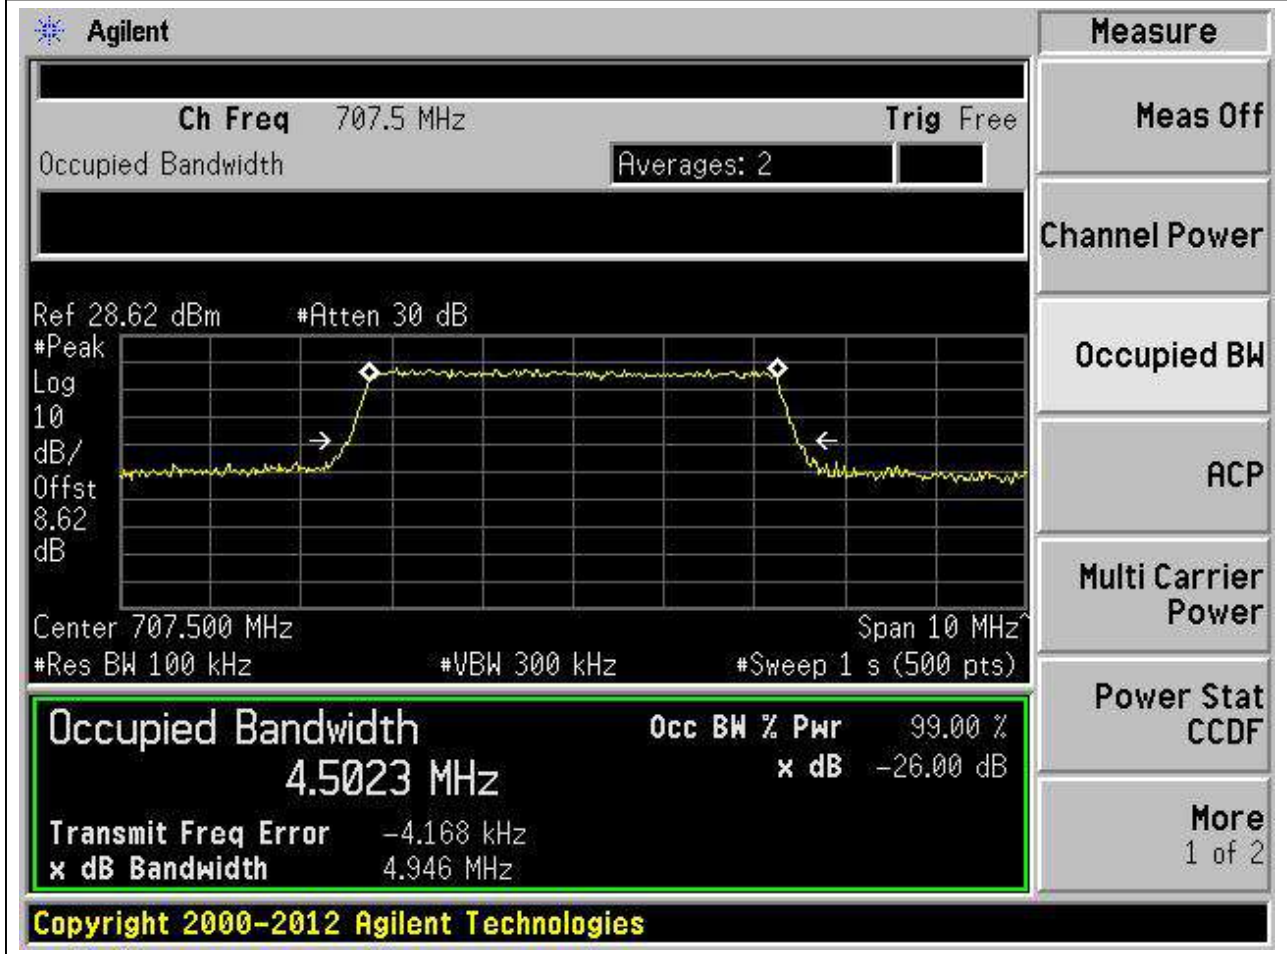 Agilent
Measure
Ch Freq 707.5 MHz Trig Free
Occupied Bandwidth Averages: 2
Meas Off
Channel Power
Occupied BW
ACP
Multi Carrier
Power
Power Stat
CCDF
More
1 of 2
Ref 28.62 dBm #Atten 30 dB
#Peak
Log
10
dB/
Offst
8.62
dB
Center 707.500 MHz Span 10 MHz^
#Res BW 100 kHz #VBW 300 kHz #Sweep 1 s (500 pts)
Occupied Bandwidth Occ BW % Pwr 99.00 %
4.5023 MHz x dB -26.00 dB
Transmit Freq Error -4.168 kHz
x dB Bandwidth 4.946 MHz
Copyright 2000-2012 Agilent Technologies